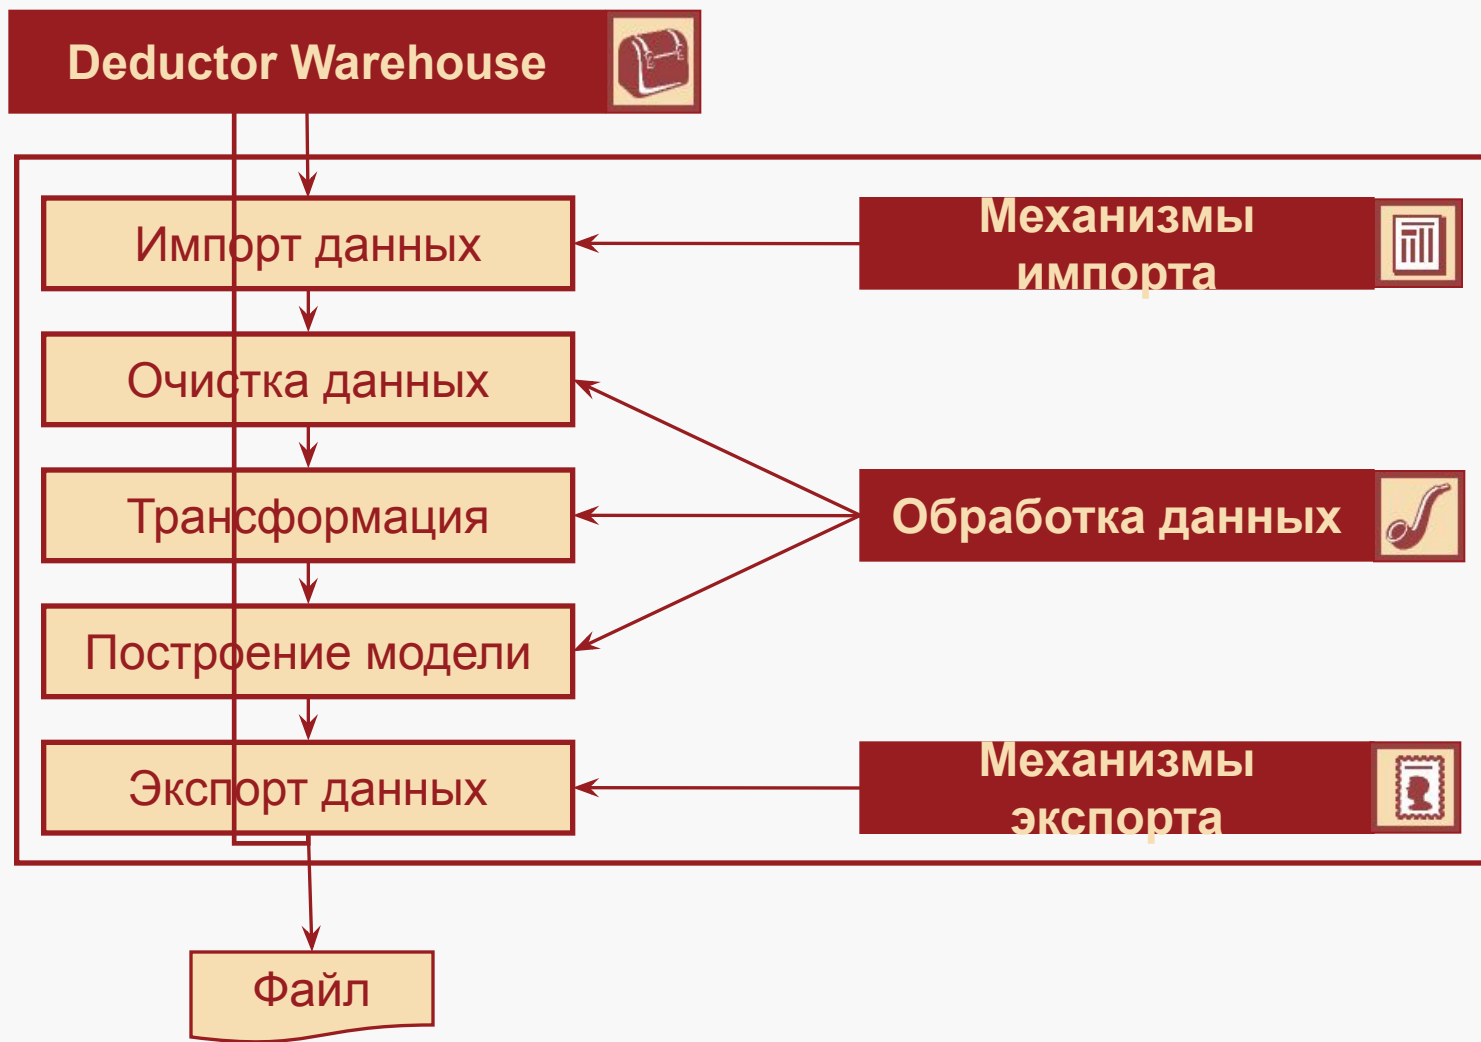 Deductor Warehouse
Импорт данных
Механизмы
импорта
Очистка данных
Трансформация
Обработка данных
Построение модели
Экспорт данных
Механизмы
экспорта
Файл